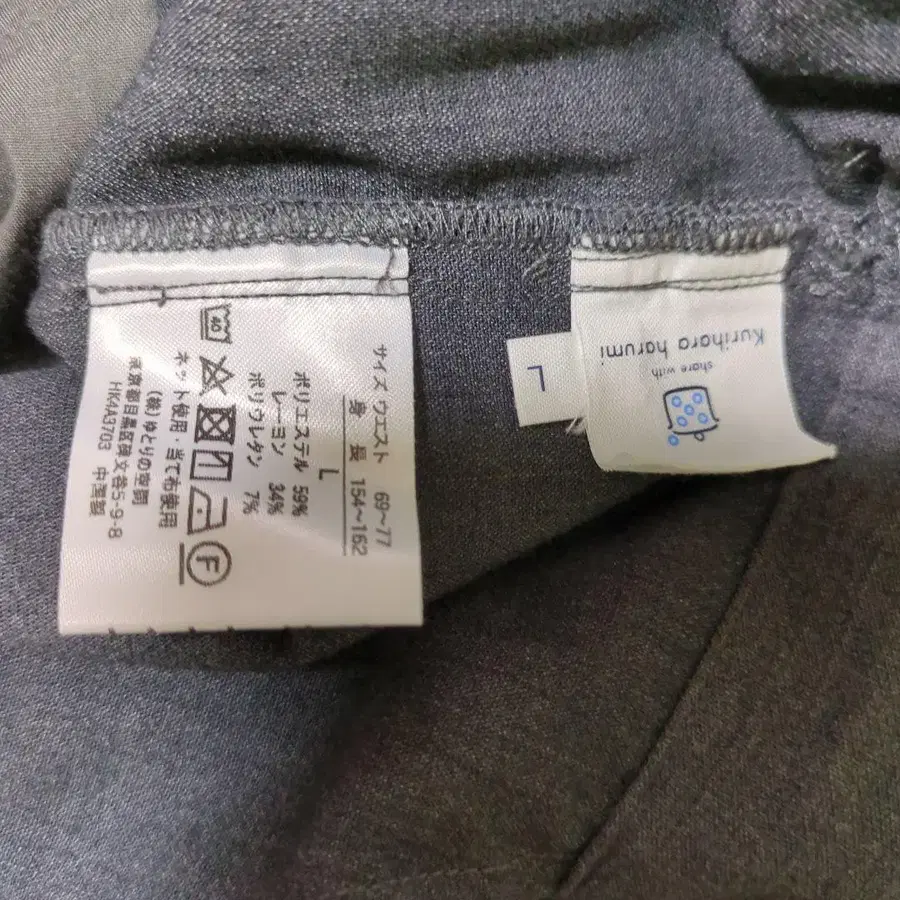 サイズ ウエスト 69~77
身長 154~162
L
ポリエステル 59%
レーヨン 34%
ポリウレタン 7%
40
F
ネット使用・当て布使用
(株)ゆとりの空間
東京都目黒区碑文谷5-9-8
HK4A3703 中国製
L
share with
Kurihara harumi